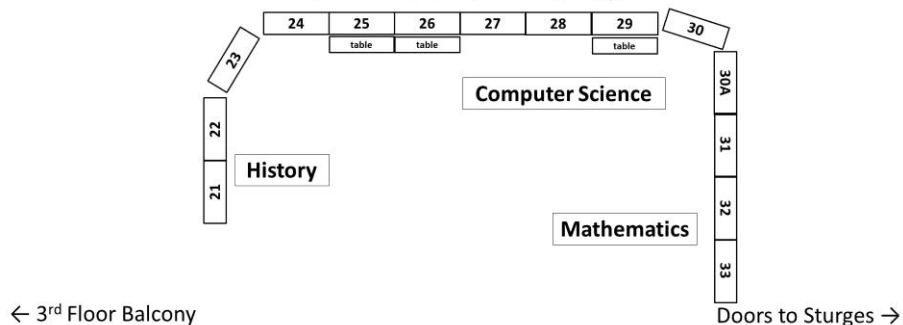 24 25 26 27 28 29
30
table table table
23
30A
Computer Science
22
31
History
21
32
Mathematics
33
← 3rd Floor Balcony
Doors to Sturges →